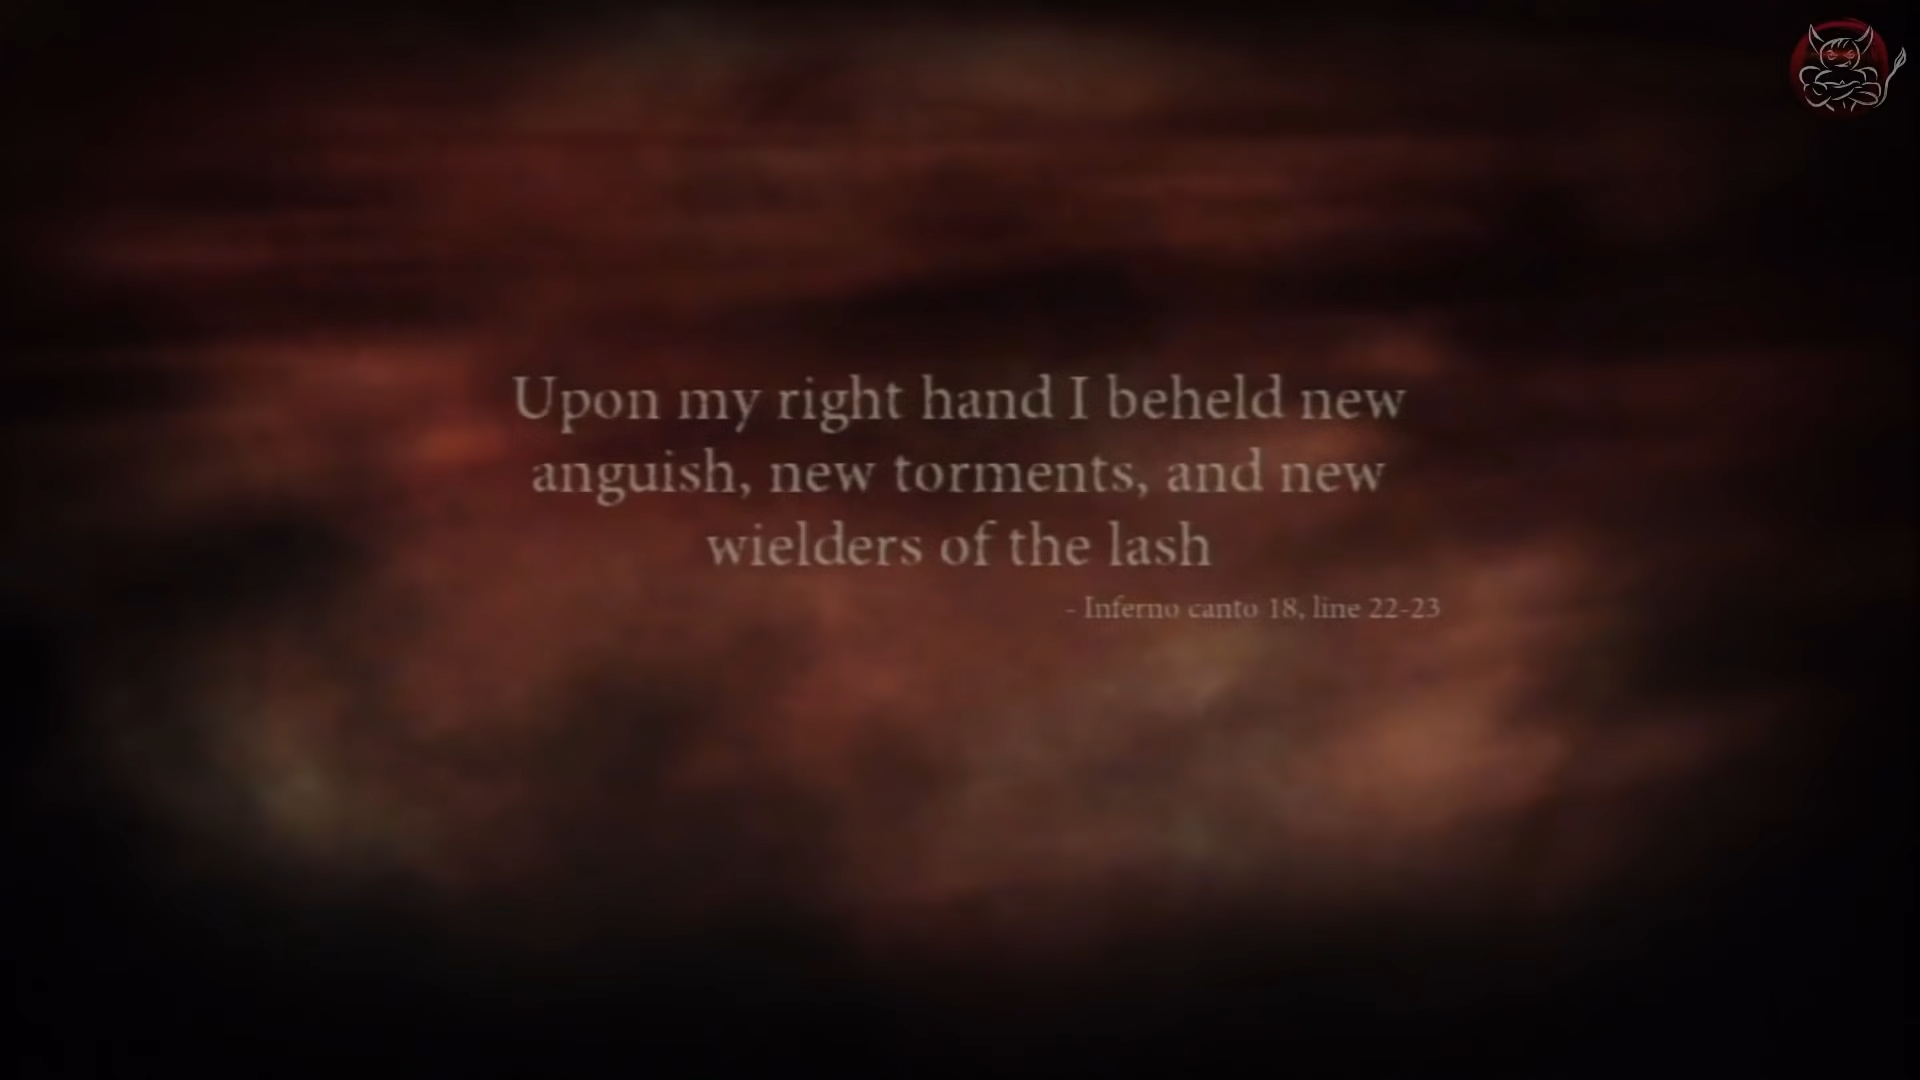 Upon my right hand I beheld new
anguish, new torments, and new
wielders of the lash
- Inferno canto 18, line 22-23